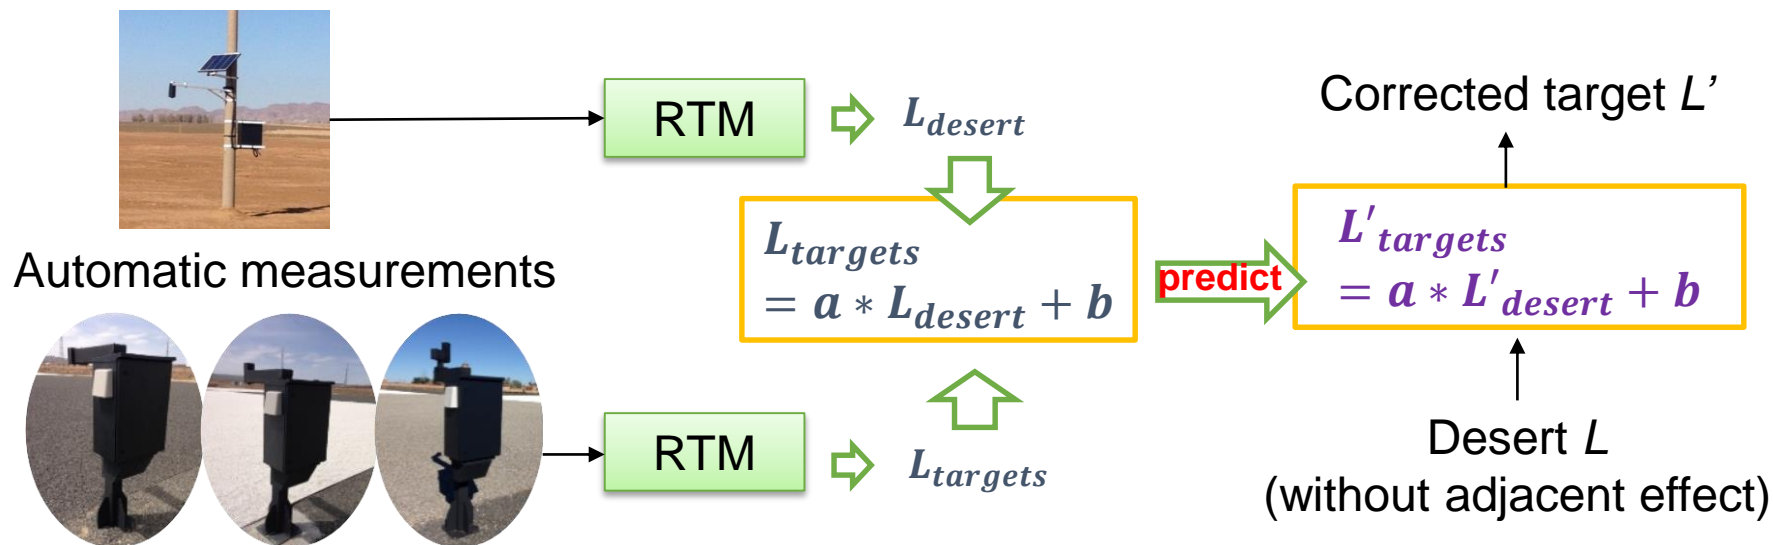 RTM
L_desert
Corrected target L'
Automatic measurements
L_targets
= a * L_desert + b
predict
L'_targets
= a * L'_desert + b
RTM
L_targets
Desert L
(without adjacent effect)